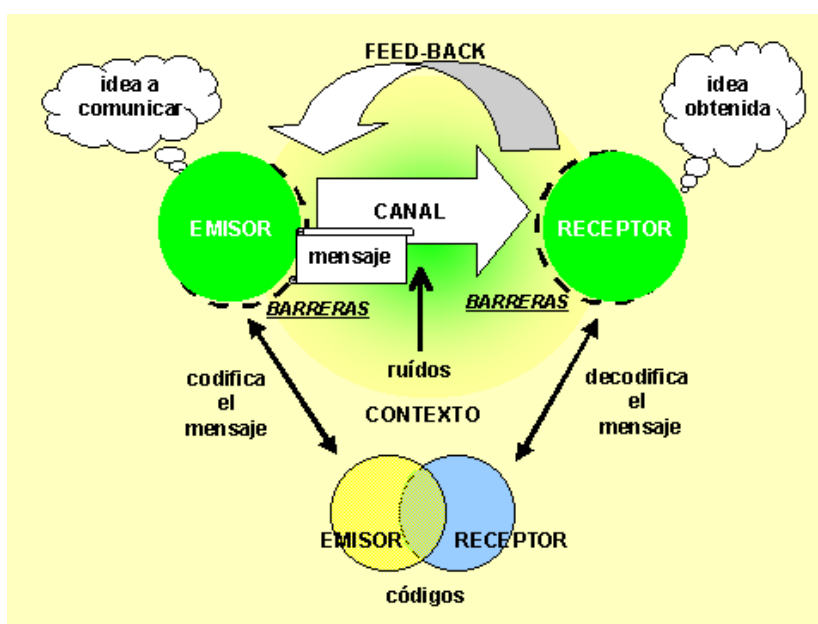 FEED-BACK
idea a
comunicar
idea
obtenida
EMISOR
CANAL
RECEPTOR
mensaje
BARRERAS
BARRERAS
ruídos
codifica
el
mensaje
decodifica
el
mensaje
CONTEXTO
EMISOR
RECEPTOR
códigos